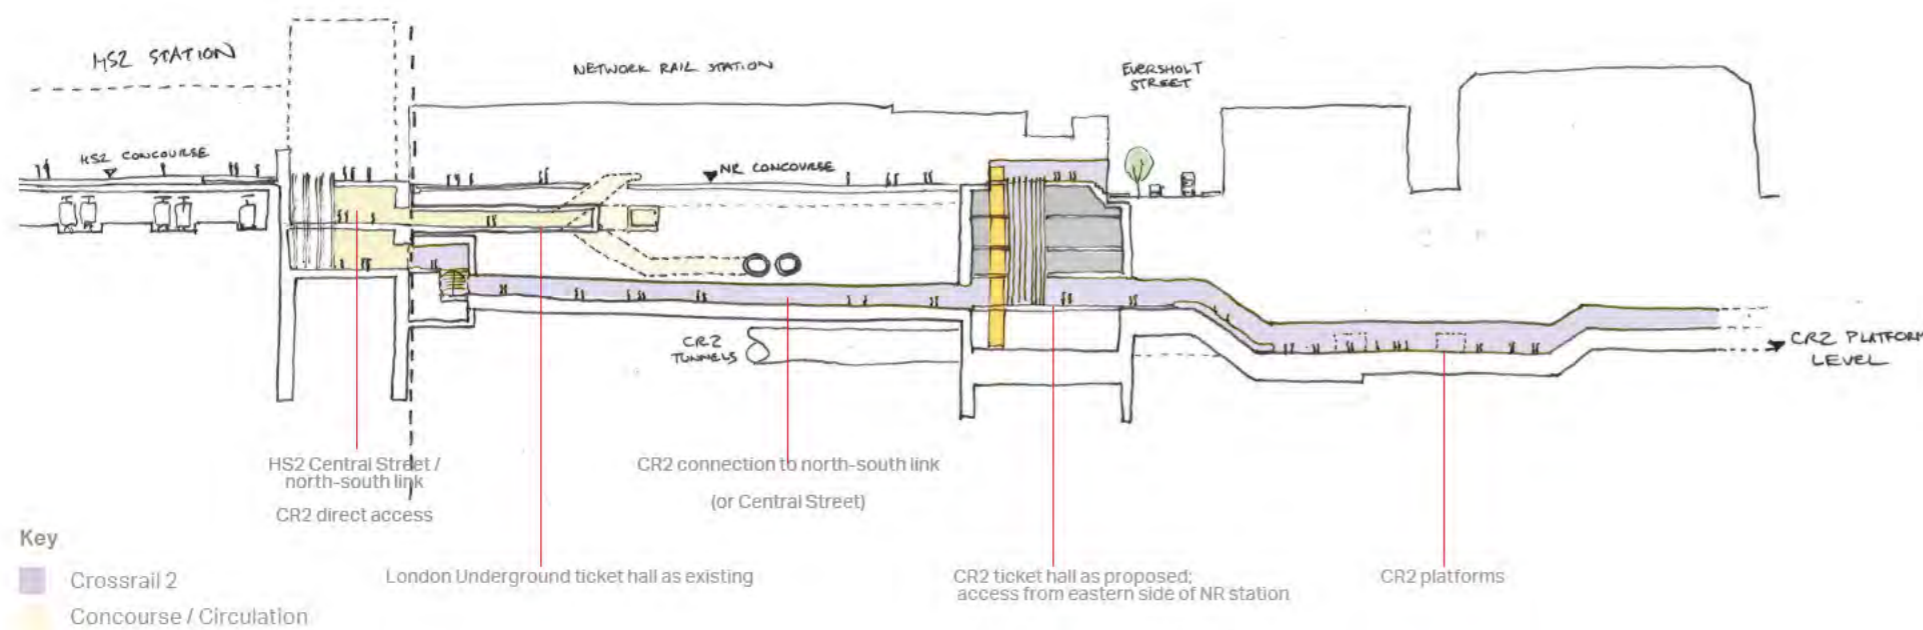 HS2 STATION
NETWORK RAIL STATION
EVERSHOLT
STREET
HS2 CONCOURSE
NR CONCOURSE
CR2
TUNNELS
CR2 PLATFORM
LEVEL
HS2 Central Street /
north-south link
CR2 direct access
CR2 connection to north-south link
(or Central Street)
London Underground ticket hall as existing
CR2 ticket hall as proposed;
access from eastern side of NR station
CR2 platforms
Key
Crossrail 2
Concourse / Circulation